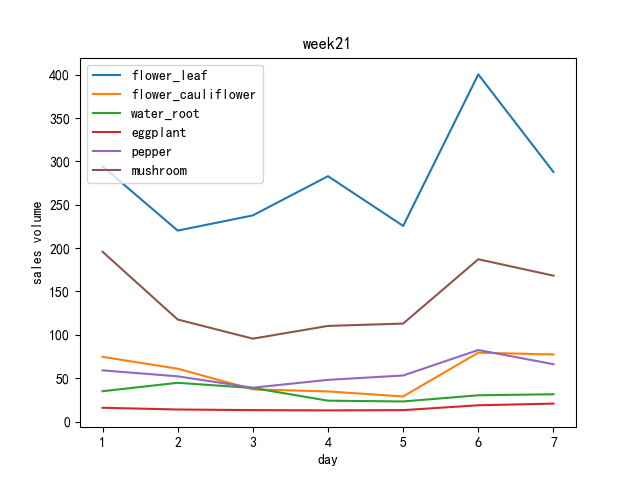 week21
flower_leaf
flower_cauliflower
water_root
eggplant
pepper
mushroom
sales volume
400
350
300
250
200
150
100
50
0
1 2 3 4 5 6 7
day